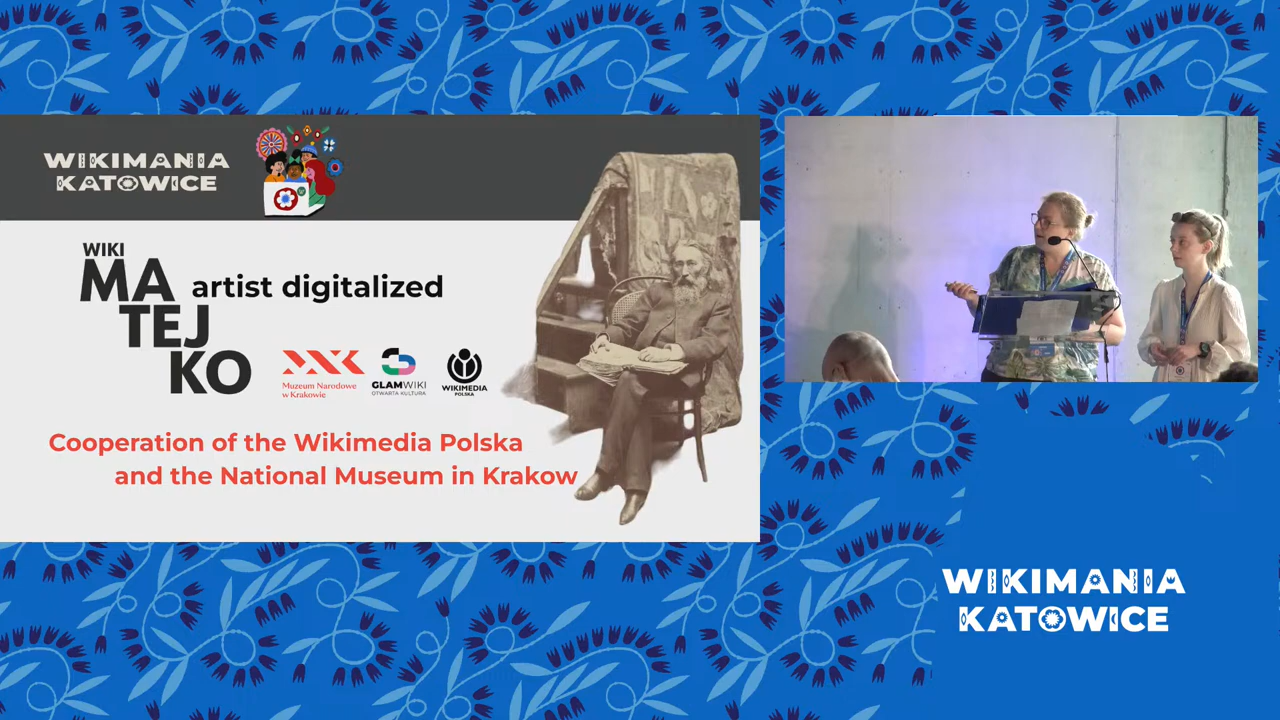 WIKIMANIA
KATOWICE
WIKI
MA
TEJ
KO
artist digitalized
Muzeum Narodowe
w Krakowie
GLAMWIKI
OTWARTA KULTURA
WIKIMEDIA
POLSKA
Cooperation of the Wikimedia Polska
and the National Museum in Krakow
WIKIMANIA
KATOWICE